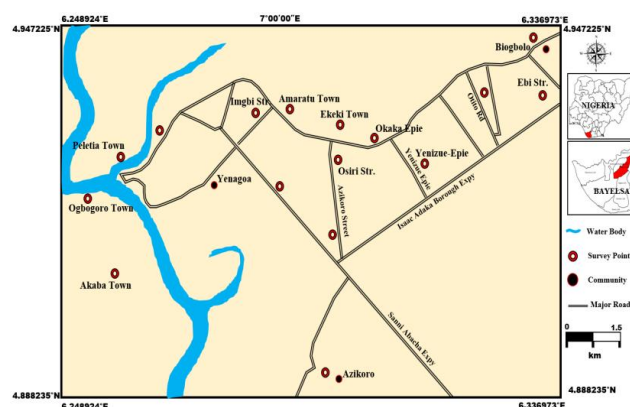 6.248924°E
7°00'00"E
6.336973°E
4.947225°N
4.947225°N
Biogbolo
Ebi Str.
Otiio Rd
Imgbi Str.
Amaratu Town
Ekeki Town
Okaka Epie
Peletia Town
Yenizue-Epie
Yenizue Epie
Osiri Str.
Yenagoa
Azikoro Street
Isaac Adaka Borough Expy
Ogbogoro Town
Akaba Town
Sanni Abacha Expy
Azikoro
NIGERIA
BAYELSA
Water Body
Survey Point
Community
Major Road
0 1.5
km
4.888235°N
4.888235°N
6.248924°E
6.336973°E